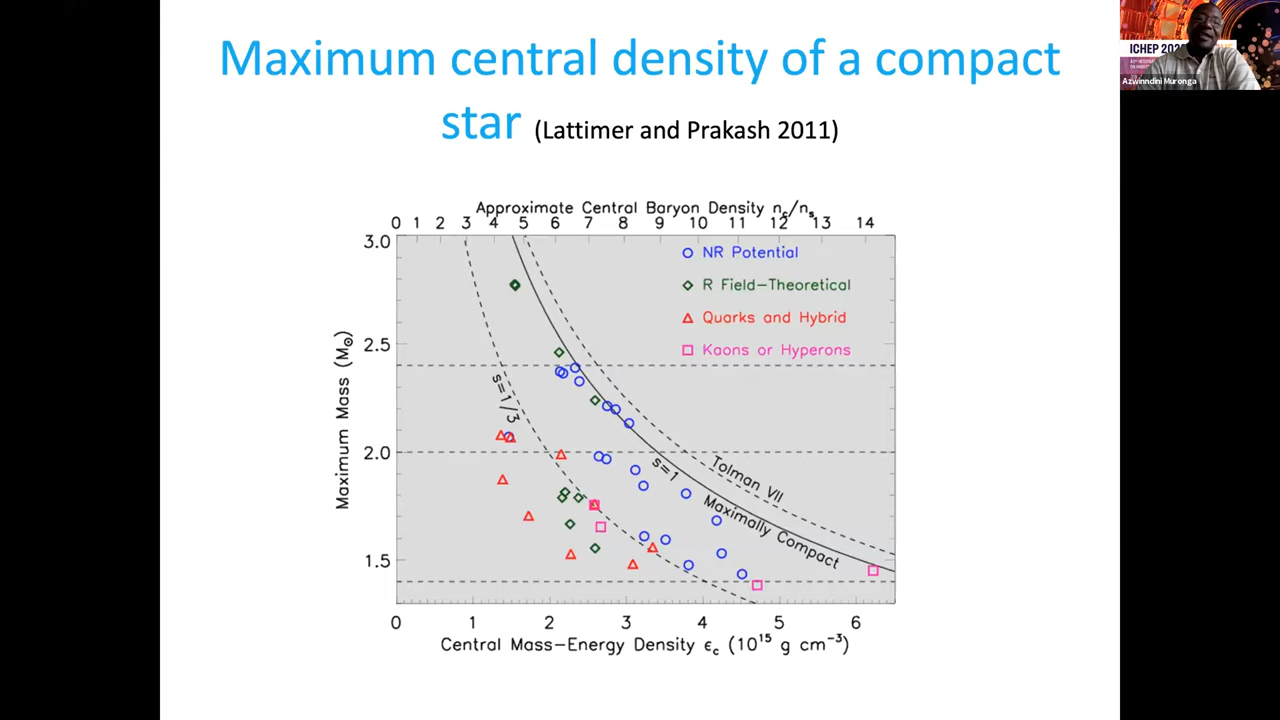 Maximum central density of a compact
star (Lattimer and Prakash 2011)
ICHEP 202
Azwinndini Muronga
Approximate Central Baryon Density n_c/n_s
0 1 2 3 4 5 6 7 8 9 10 11 12 13 14
3.0
2.5
2.0
1.5
Maximum Mass (M⊙)
NR Potential
R Field-Theoretical
Quarks and Hybrid
Kaons or Hyperons
s=1/3
s=1
Tolman VII
Maximally Compact
0 1 2 3 4 5 6
Central Mass-Energy Density ε_c (10¹⁵ g cm⁻³)